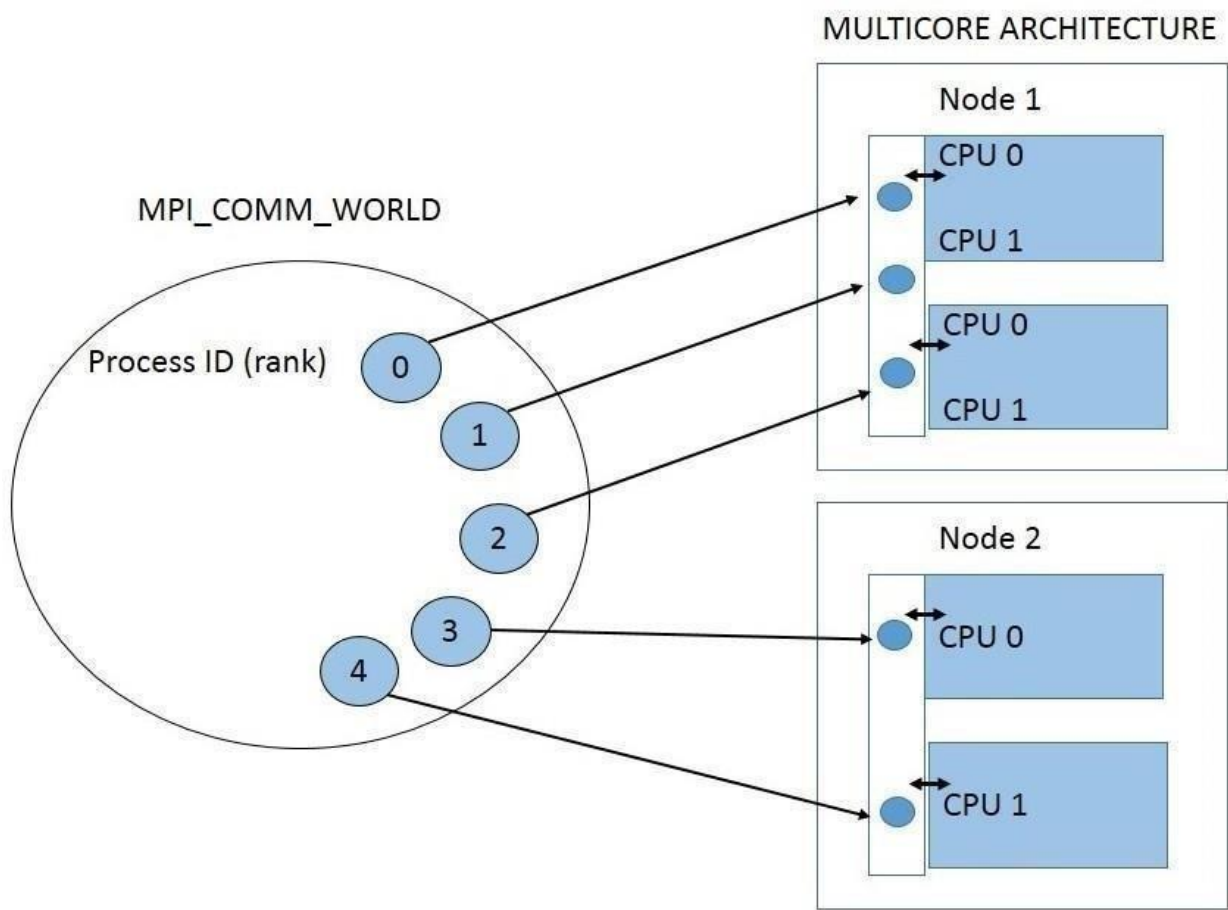 MULTICORE ARCHITECTURE
Node 1
CPU 0
CPU 1
CPU 0
CPU 1
MPI_COMM_WORLD
Process ID (rank)
0
1
2
3
4
Node 2
CPU 0
CPU 1